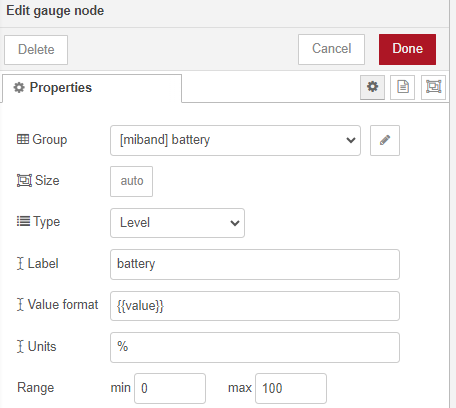 Edit gauge node
Delete Cancel Done
Properties
Group [miband] battery
Size auto
Type Level
Label battery
Value format {{value}}
Units %
Range min 0 max 100